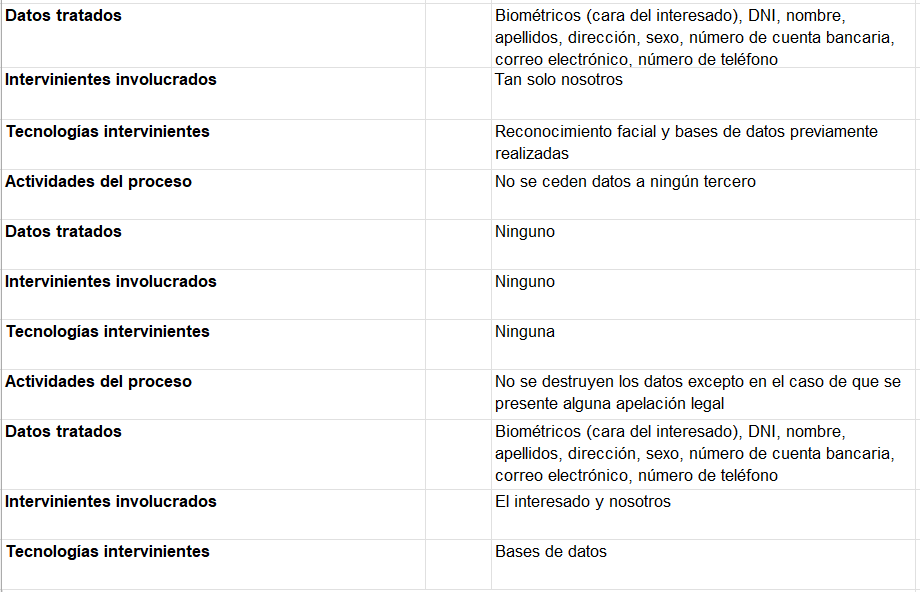 Datos tratados
Biométricos (cara del interesado), DNI, nombre,
apellidos, dirección, sexo, número de cuenta bancaria,
correo electrónico, número de teléfono
Intervinientes involucrados
Tan solo nosotros
Tecnologías intervinientes
Reconocimiento facial y bases de datos previamente
realizadas
Actividades del proceso
No se ceden datos a ningún tercero
Datos tratados
Ninguno
Intervinientes involucrados
Ninguno
Tecnologías intervinientes
Ninguna
Actividades del proceso
No se destruyen los datos excepto en el caso de que se
presente alguna apelación legal
Datos tratados
Biométricos (cara del interesado), DNI, nombre,
apellidos, dirección, sexo, número de cuenta bancaria,
correo electrónico, número de teléfono
Intervinientes involucrados
El interesado y nosotros
Tecnologías intervinientes
Bases de datos